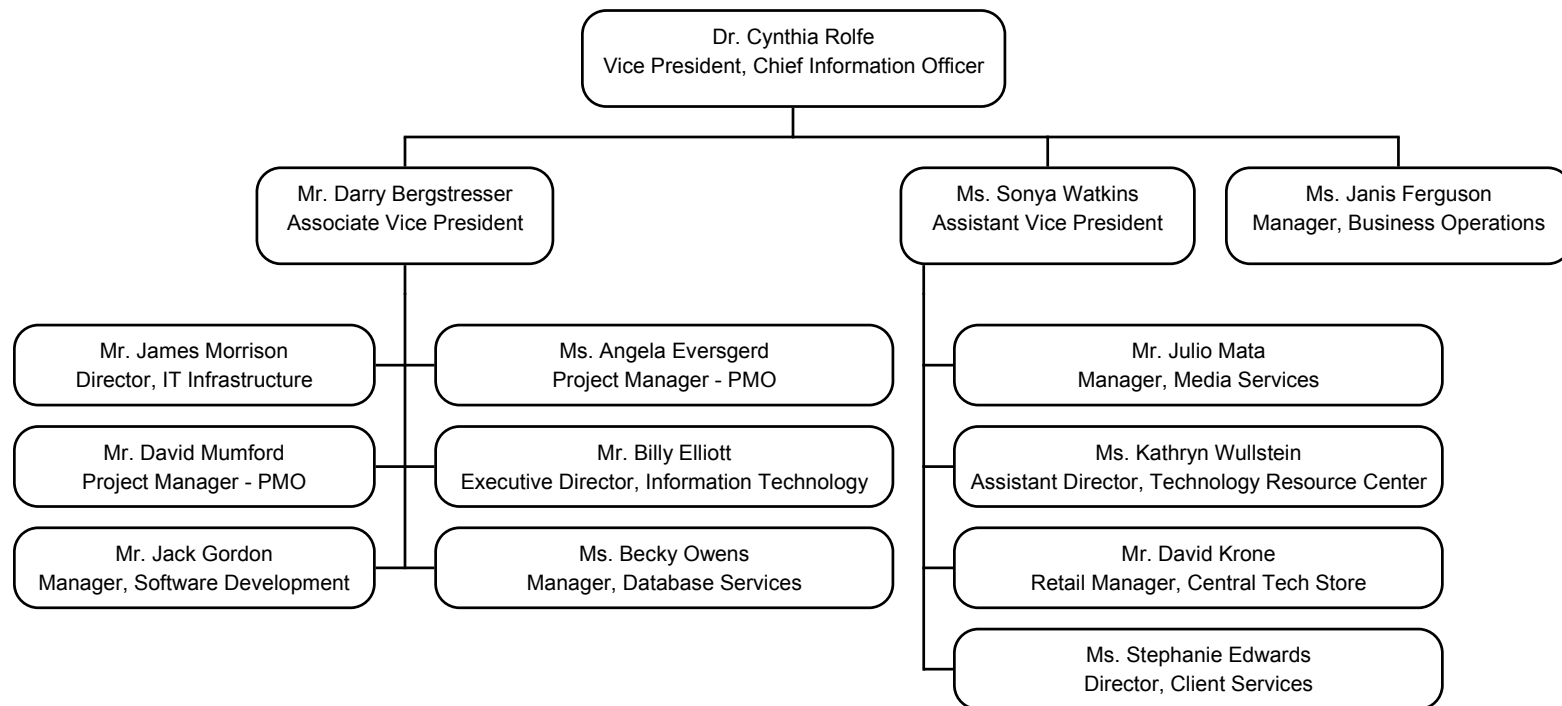 Dr. Cynthia Rolfe
Vice President, Chief Information Officer
Mr. Darry Bergstresser
Associate Vice President
Ms. Sonya Watkins
Assistant Vice President
Ms. Janis Ferguson
Manager, Business Operations
Mr. James Morrison
Director, IT Infrastructure
Ms. Angela Eversgerd
Project Manager - PMO
Mr. David Mumford
Project Manager - PMO
Mr. Billy Elliott
Executive Director, Information Technology
Mr. Jack Gordon
Manager, Software Development
Ms. Becky Owens
Manager, Database Services
Mr. Julio Mata
Manager, Media Services
Ms. Kathryn Wullstein
Assistant Director, Technology Resource Center
Mr. David Krone
Retail Manager, Central Tech Store
Ms. Stephanie Edwards
Director, Client Services